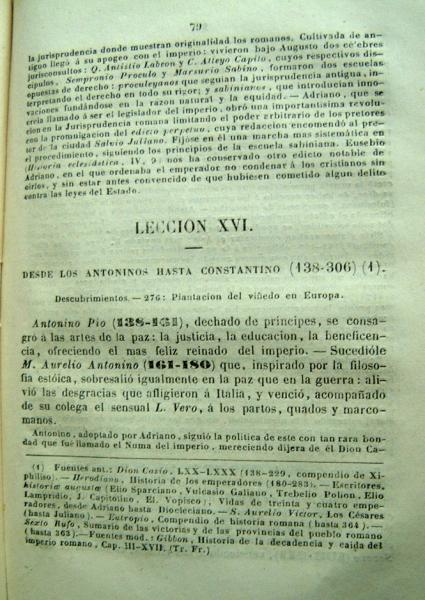 79
la jurisprudencia donde muestran originalidad los romanos. Cultivada de an-
tiguo llegó á su apogeo con el imperio: vivieron bajo Augusto dos célebres
jurisconsultos: Q. Antistio Labeon y C. Atteyo Capito, cuyos respectivos dis-
cípulos, Sempronio Proculo y Marsurio Sabino, formaron dos escuelas
opuestas de derecho: proculeyanos que seguian la jurisprudencia antigua, in-
terpretando el derecho en todo su rigor; y sabinianos, que introducian inno-
vaciones fundándose en la razon natural y la equidad. — Adriano, que se
creia llamado á ser el legislador del imperio, obró una importantísima revolu-
cion en la Jurisprudencia romana limitando el poder arbitrario de los pretores
con la promulgacion del edicto perpetuo, cuya redaccion encomendó al pre-
tor de la ciudad Salvio Juliano. Fijóse en él una marcha mas sistemática en
el procedimiento, siguiendo los principios de la escuela sabiniana. Eusebio
(Historia eclesiástica, IV, 9) nos ha conservado otro edicto notable de
Adriano, en el que ordenaba el emperador no condenar á los cristianos sin
oirlos, y sin estar antes convencido de que hubiesen cometido algun delito
contra las leyes del Estado.
LECCION XVI.
DESDE LOS ANTONINOS HASTA CONSTANTINO (138-306) (1).
Descubrimientos. — 276: Plantacion del viñedo en Europa.
Antonino Pio (138-161), dechado de príncipes, se consa-
gró á las artes de la paz: la justicia, la educacion, la beneficen-
cia, ofreciendo el mas feliz reinado del imperio. — Sucedióle
M. Aurelio Antonino (161-180) que, inspirado por la filoso-
fia estóica, sobresalió igualmente en la paz que en la guerra: ali-
vió las desgracias que afligieron á Italia, y venció, acompañado
de su colega el sensual L. Vero, á los partos, quados y marco-
manos.
Antonino, adoptado por Adriano, siguió la política de este con tan rara bon-
dad que fué llamado el Numa del imperio, mereciendo dijera de él Dion Ca-
(1) Fuentes ant.: Dion Casio, LXX-LXXX (138-229, compendio de Xi-
philiso). — Herodiano, Historia de los emperadores (180-283). — Escritores,
historiæ augustæ (Elio Sparciano, Vulcasio Galiano, Trebelio Polion, Elio
Lampridio, J. Capitolino, El. Vopisco); Vidas de treinta y cuatro empe-
radores, desde Adriano hasta Diocleciano. — S. Aurelio Victor, Los Césares
(hasta Juliano). — Eutropio, Compendio de historia romana (hasta 364). —
Sexto Rufo, Sumario de las victorias y de las provincias del pueblo romano
(hasta 363). — Fuentes mod.: Gibbon, Historia de la decadencia y caida del
imperio romano, Cap. III-XVII. (Tr. Fr.)